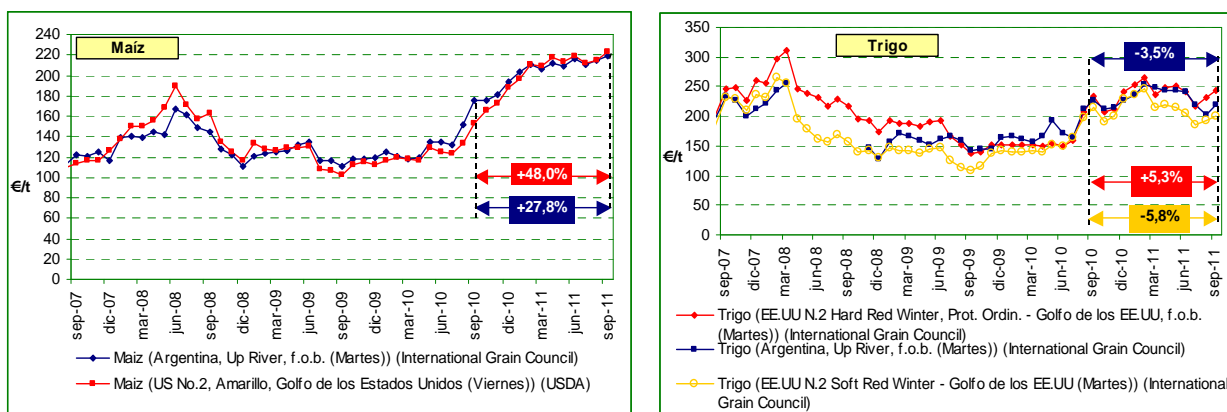 Maíz
240
220
200
180
160
140
120
100
80
60
40
20
0
€/t
+48,0%
+27,8%
sep-07
dic-07
mar-08
jun-08
sep-08
dic-08
mar-09
jun-09
sep-09
dic-09
mar-10
jun-10
sep-10
dic-10
mar-11
jun-11
sep-11
Maiz (Argentina, Up River, f.o.b. (Martes)) (International Grain Council)
Maiz (US No.2, Amarillo, Golfo de los Estados Unidos (Viernes)) (USDA)
Trigo
350
300
250
200
150
100
50
0
€/t
-3,5%
+5,3%
-5,8%
sep-07
dic-07
mar-08
jun-08
sep-08
dic-08
mar-09
jun-09
sep-09
dic-09
mar-10
jun-10
sep-10
dic-10
mar-11
jun-11
sep-11
Trigo (EE.UU N.2 Hard Red Winter, Prot. Ordin. - Golfo de los EE.UU, f.o.b.
(Martes)) (International Grain Council)
Trigo (Argentina, Up River, f.o.b. (Martes)) (International Grain Council)
Trigo (EE.UU N.2 Soft Red Winter - Golfo de los EE.UU (Martes)) (International
Grain Council)